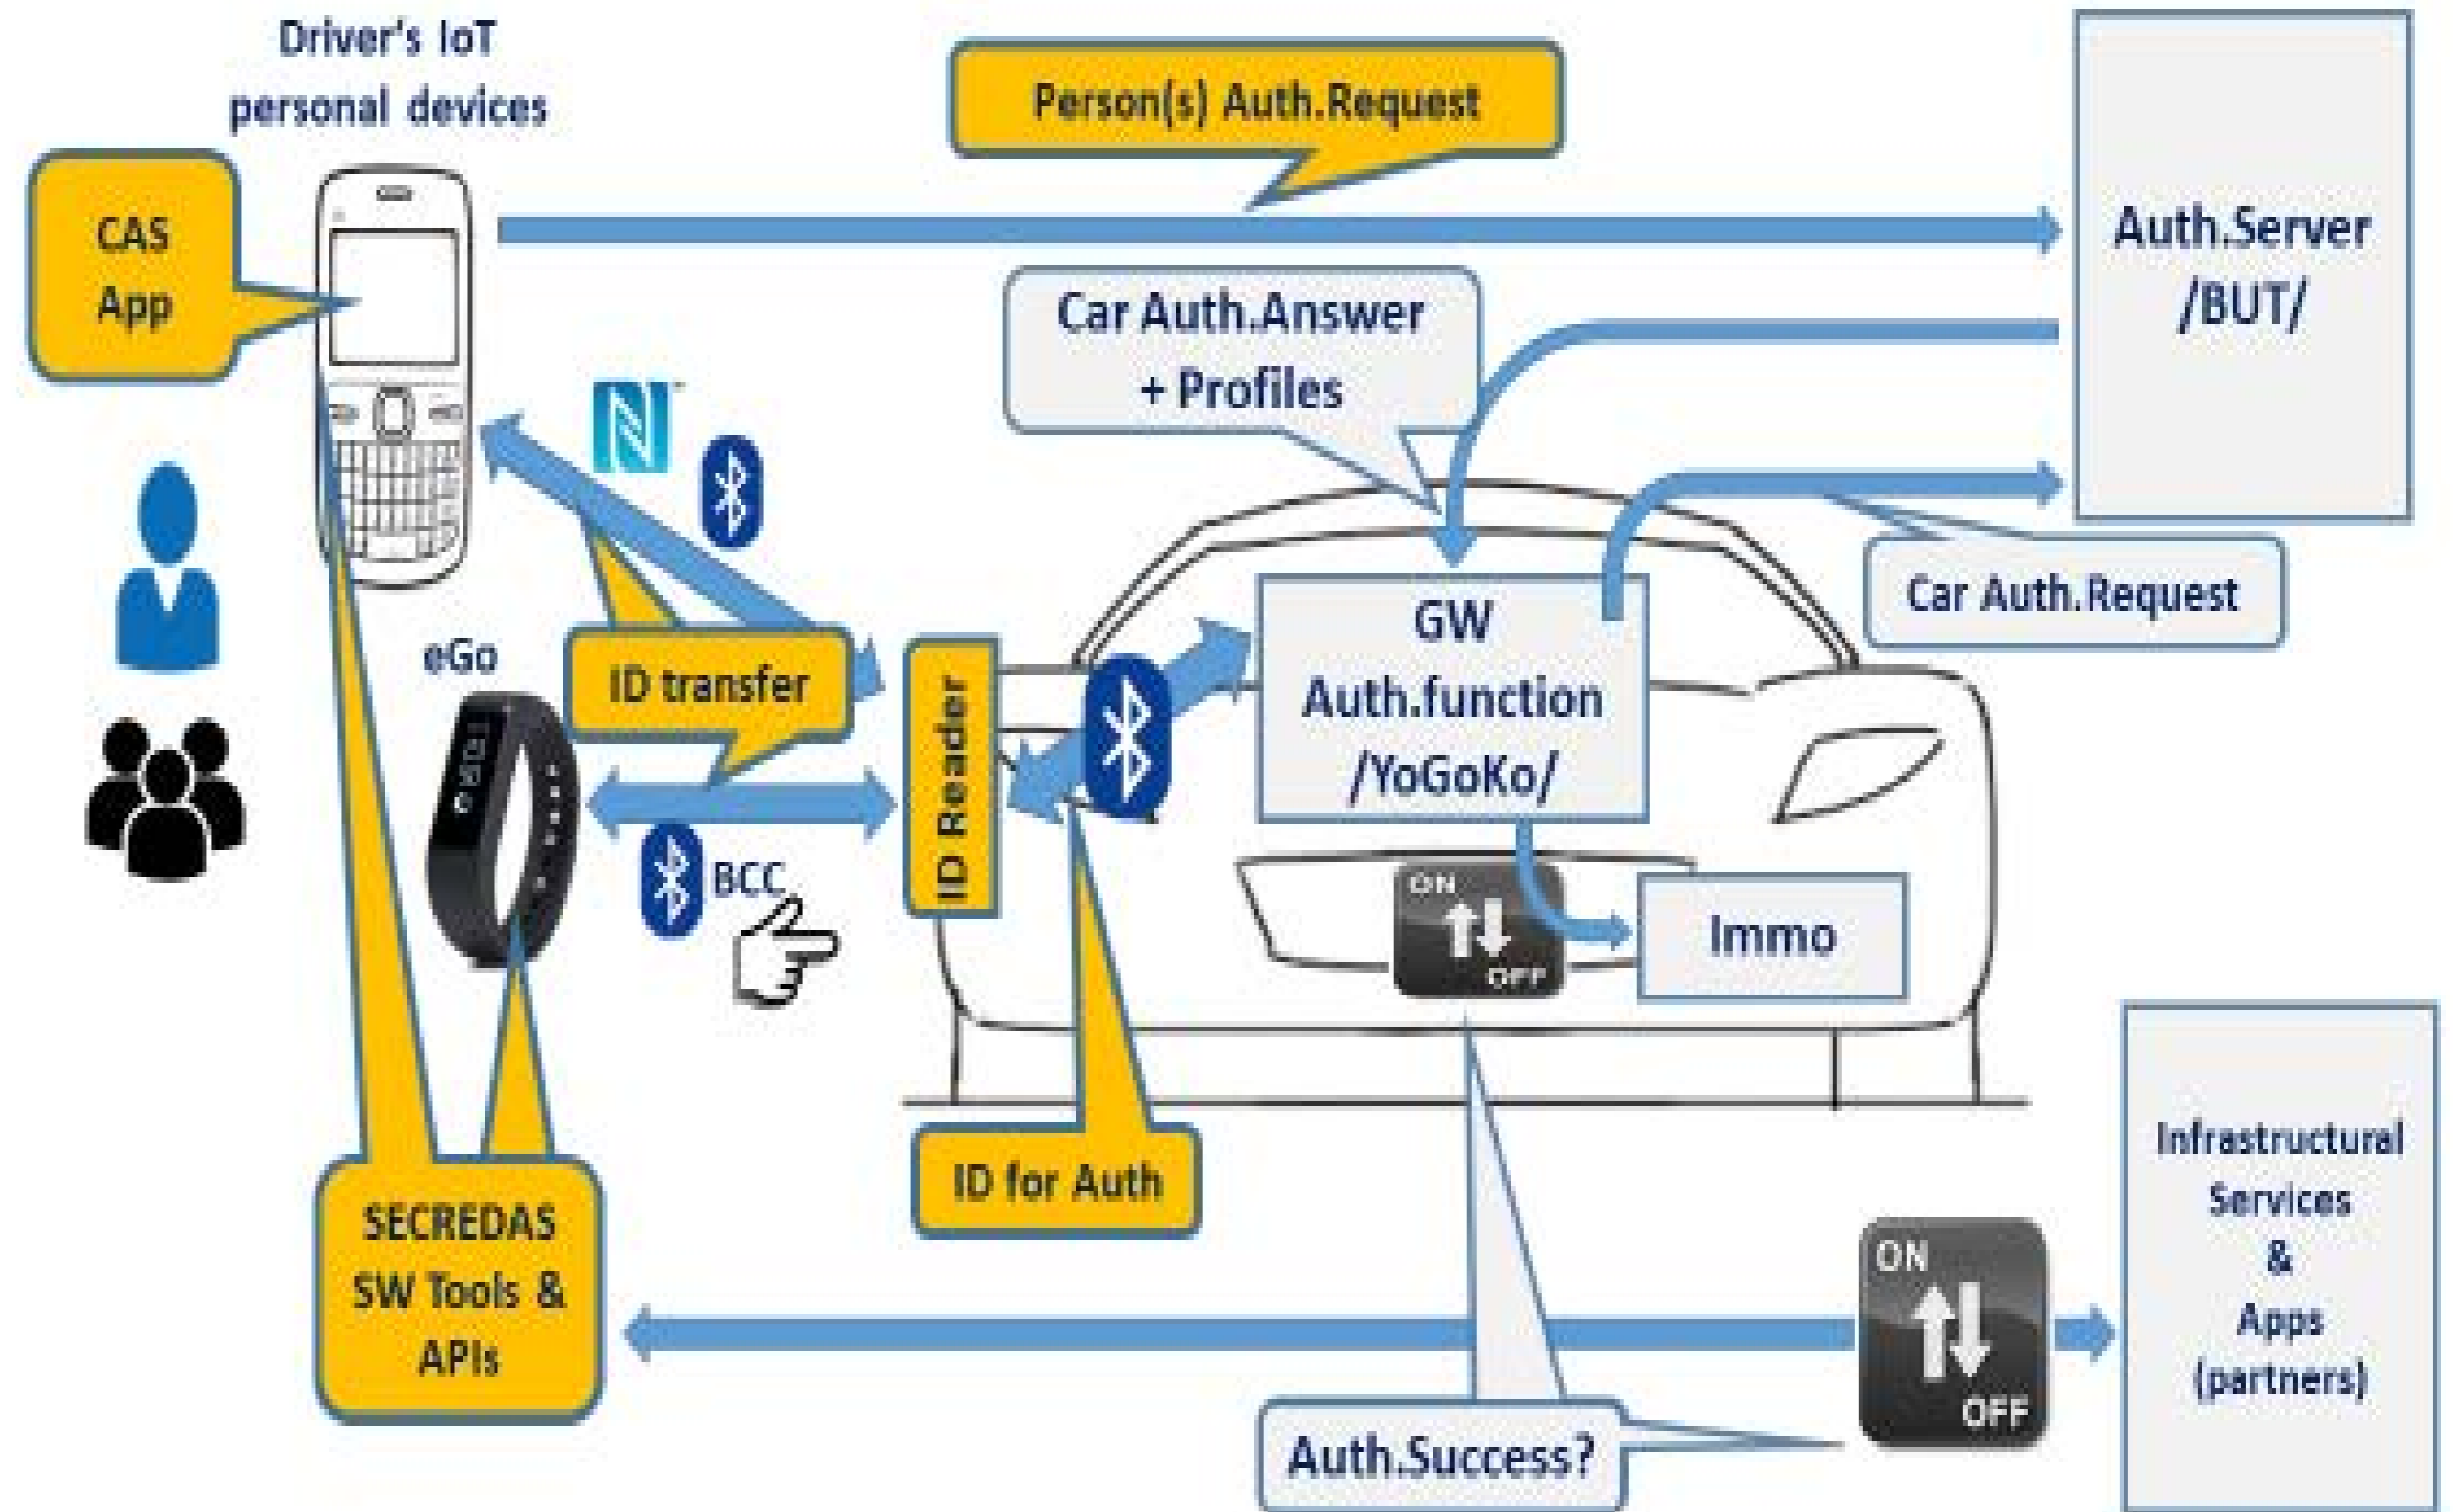 Driver's IoT
personal devices
Person(s) Auth.Request
CAS
App
Auth.Server
/BUT/
Car Auth.Answer
+ Profiles
Car Auth.Request
GW
Auth.function
/YoGoKo/
eGo
ID transfer
ID Reader
BCC
ON
OFF
Immo
ID for Auth
SECREDAS
SW Tools &
APIs
Infrastructural
Services
&
Apps
(partners)
ON
OFF
Auth.Success?